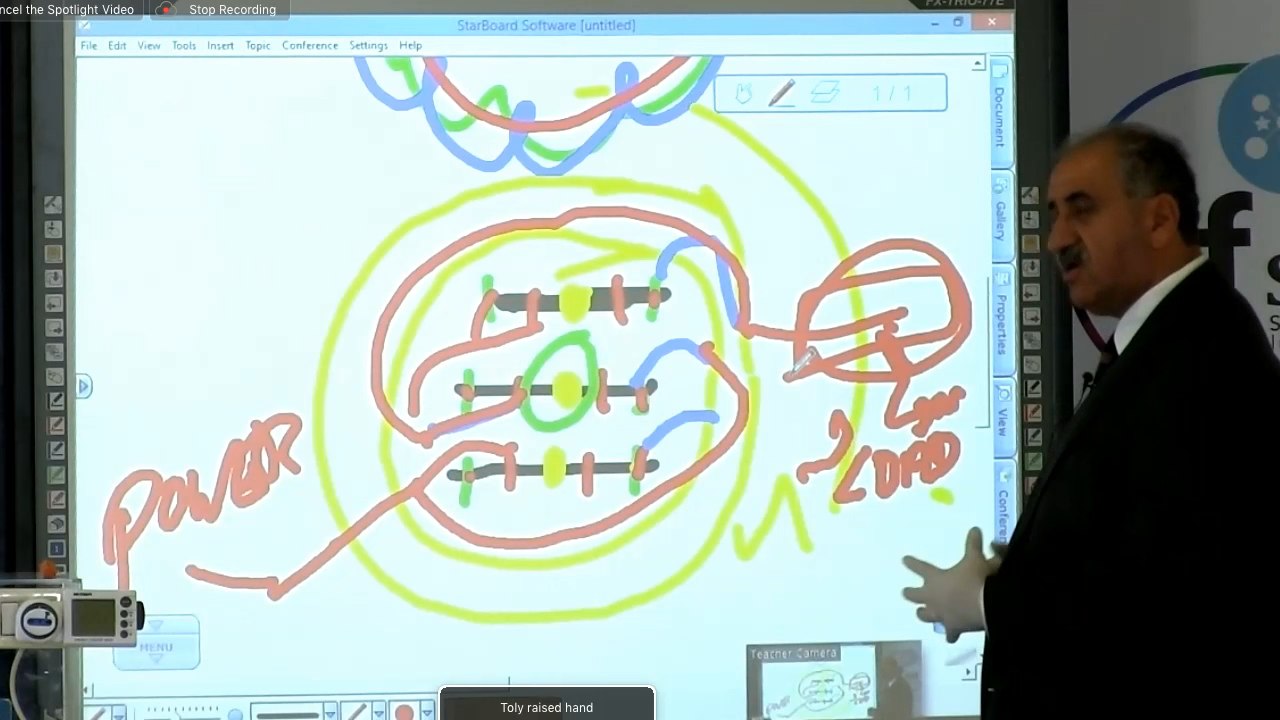 ncel the Spotlight Video
Stop Recording
StarBoard Software [untitled]
File Edit View Tools Insert Topic Conference Settings Help
1 / 1
Document
Gallery
Properties
View
Conferen
POWER
Teacher Camera
MENU
f
Toly raised hand